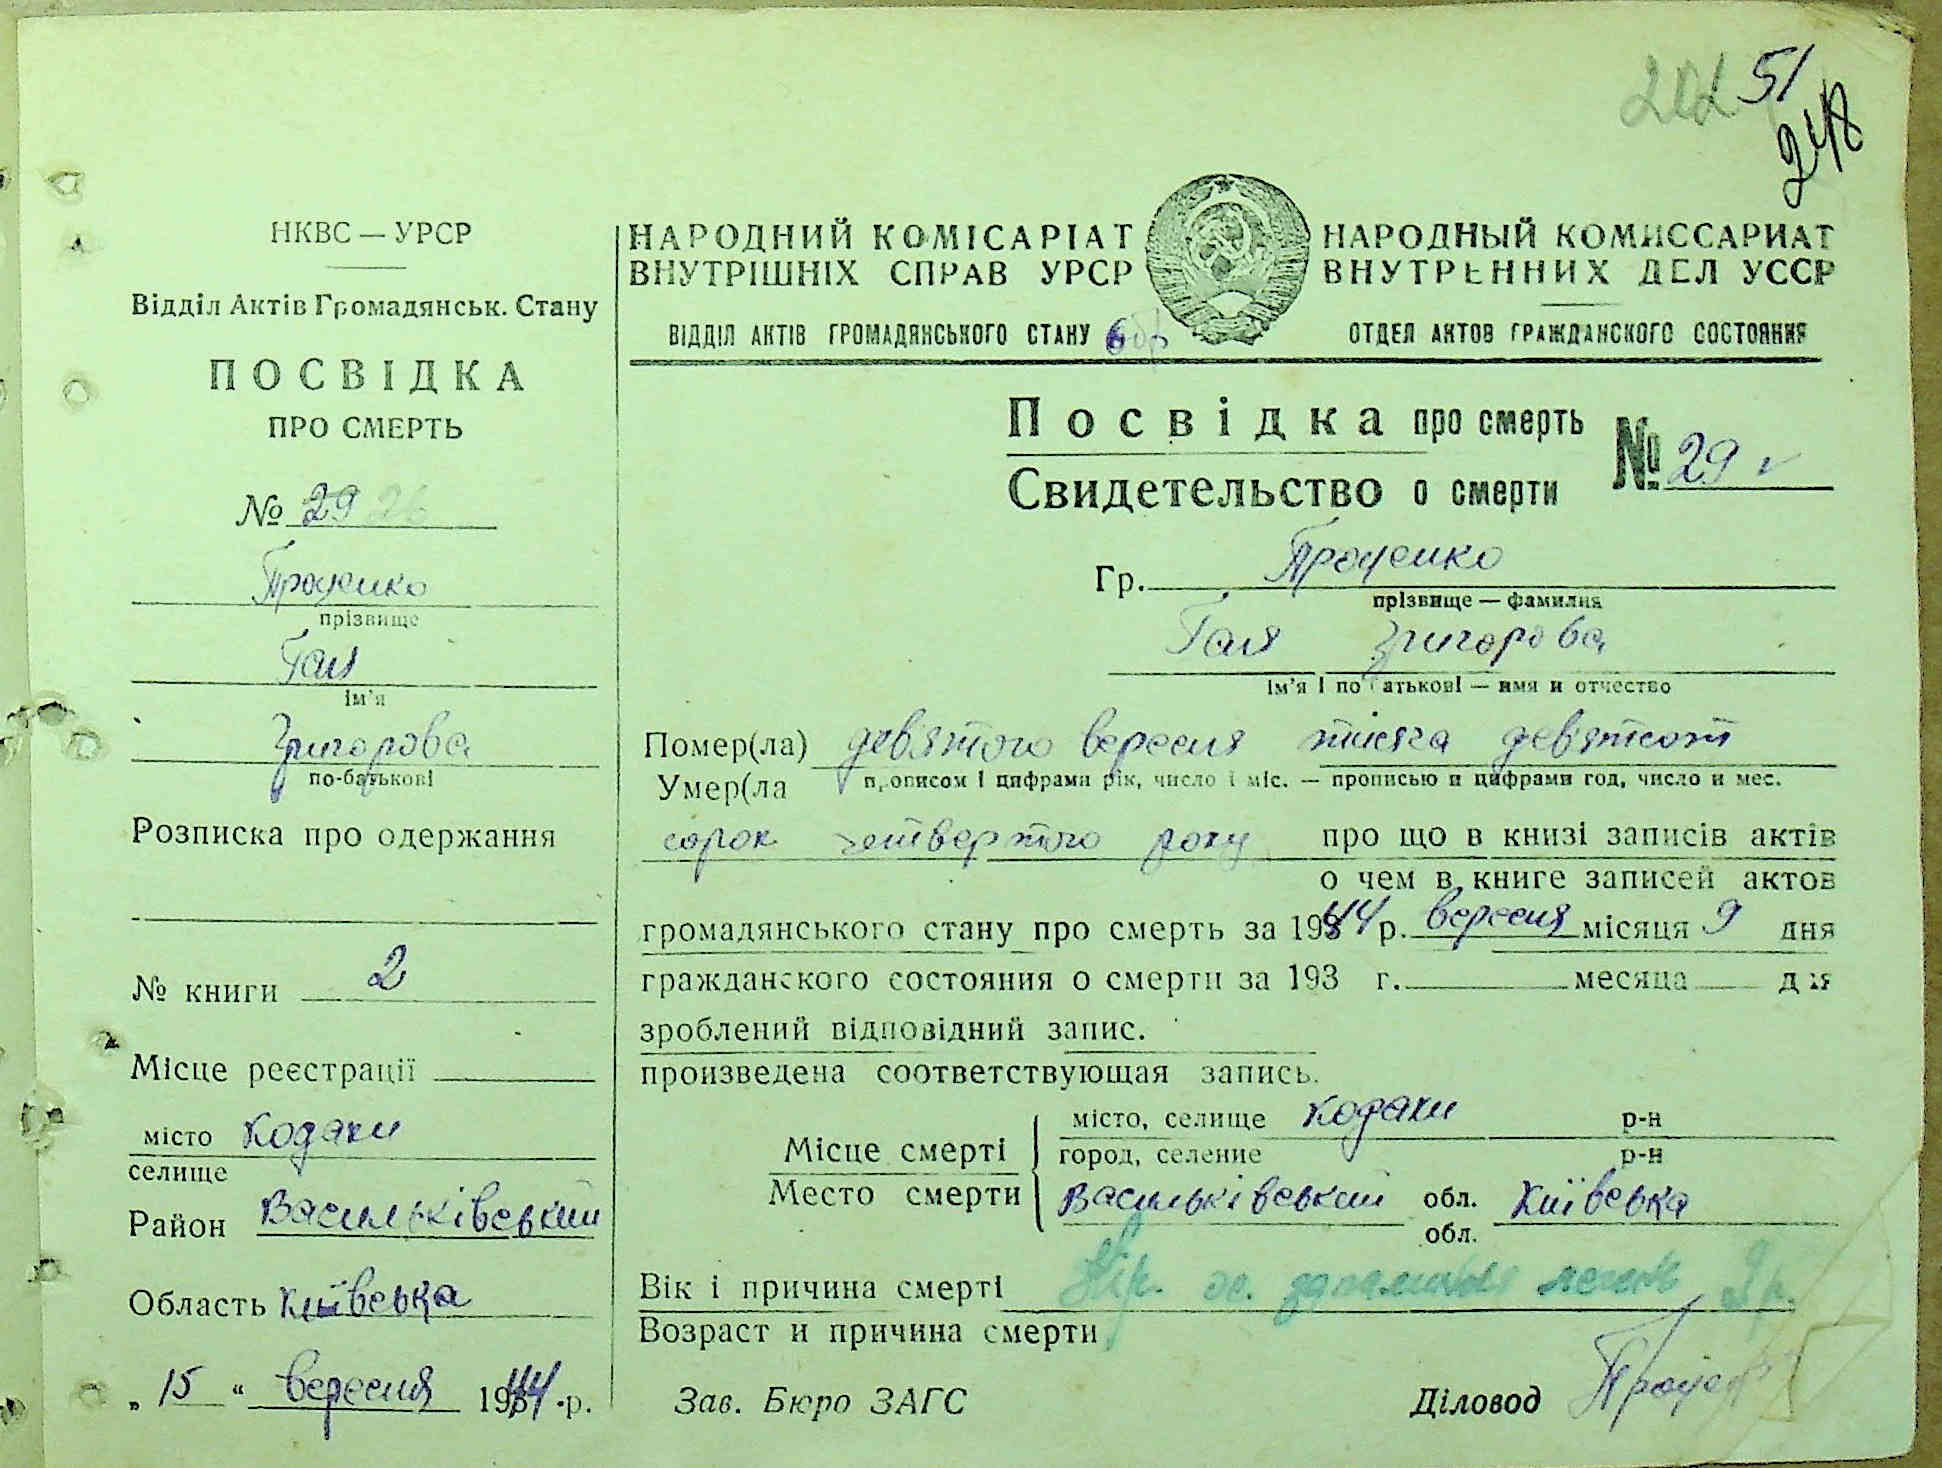 51
248
НКВС — УРСР
Відділ Актів Громадянськ. Стану
ПОСВІДКА
ПРО СМЕРТЬ
№ 29 26
Проценко
прізвище
Галя
ім'я
Григорова
по-батькові
Розписка про одержання
№ книги 2
Місце реєстрації
місто Кодаки
селище
Район Васильківський
Область Київська
„ 15 “ вересня 1944 р.
НАРОДНИЙ КОМІСАРІАТ
ВНУТРІШНІХ СПРАВ УРСР
ВІДДІЛ АКТІВ ГРОМАДЯНСЬКОГО СТАНУ
НАРОДНЫЙ КОМИССАРИАТ
ВНУТРЕННИХ ДЕЛ УССР
ОТДЕЛ АКТОВ ГРАЖДАНСКОГО СОСТОЯНИЯ
Посвідка про смерть
Свидетельство о смерти
№ 29
Гр. Проценко
прізвище — фамилия
Галя Григорова
ім'я і по батькові — имя и отчество
Помер(ла) девятого вересня тисяча девятсот
Умер(ла прописом і цифрами рік, число і міс. — прописью и цифрами год, число и мес.
сорок четвертого року про що в книзі записів актів
о чем в книге записей актов
громадянського стану про смерть за 1944 р. вересня місяця 9 дня
гражданского состояния о смерти за 193 г. месяца дня
зроблений відповідний запис.
произведена соответствующая запись.
Місце смерті
Место смерти
місто, селище Кодаки р-н
город, селение р-н
Васильківський обл. Київська
обл.
Вік і причина смерті запалення легень р.
Возраст и причина смерти
Зав. Бюро ЗАГС
Діловод